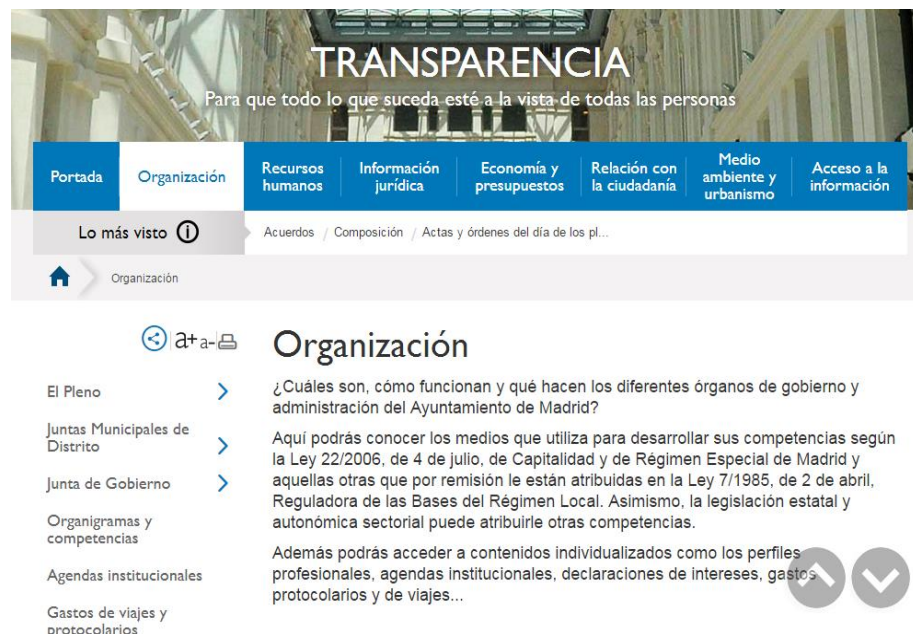 TRANSPARENCIA
Para que todo lo que suceda esté a la vista de todas las personas
Portada
Organización
Recursos
humanos
Información
jurídica
Economía y
presupuestos
Relación con
la ciudadanía
Medio
ambiente y
urbanismo
Acceso a la
información
Lo más visto
Acuerdos / Composición / Actas y órdenes del día de los pl...
Organización
a+ a-
El Pleno
Juntas Municipales de
Distrito
Junta de Gobierno
Organigramas y
competencias
Agendas institucionales
Gastos de viajes y
protocolarios
Organización
¿Cuáles son, cómo funcionan y qué hacen los diferentes órganos de gobierno y
administración del Ayuntamiento de Madrid?
Aquí podrás conocer los medios que utiliza para desarrollar sus competencias según
la Ley 22/2006, de 4 de julio, de Capitalidad y de Régimen Especial de Madrid y
aquellas otras que por remisión le están atribuidas en la Ley 7/1985, de 2 de abril,
Reguladora de las Bases del Régimen Local. Asimismo, la legislación estatal y
autonómica sectorial puede atribuirle otras competencias.
Además podrás acceder a contenidos individualizados como los perfiles
profesionales, agendas institucionales, declaraciones de intereses, gastos
protocolarios y de viajes...